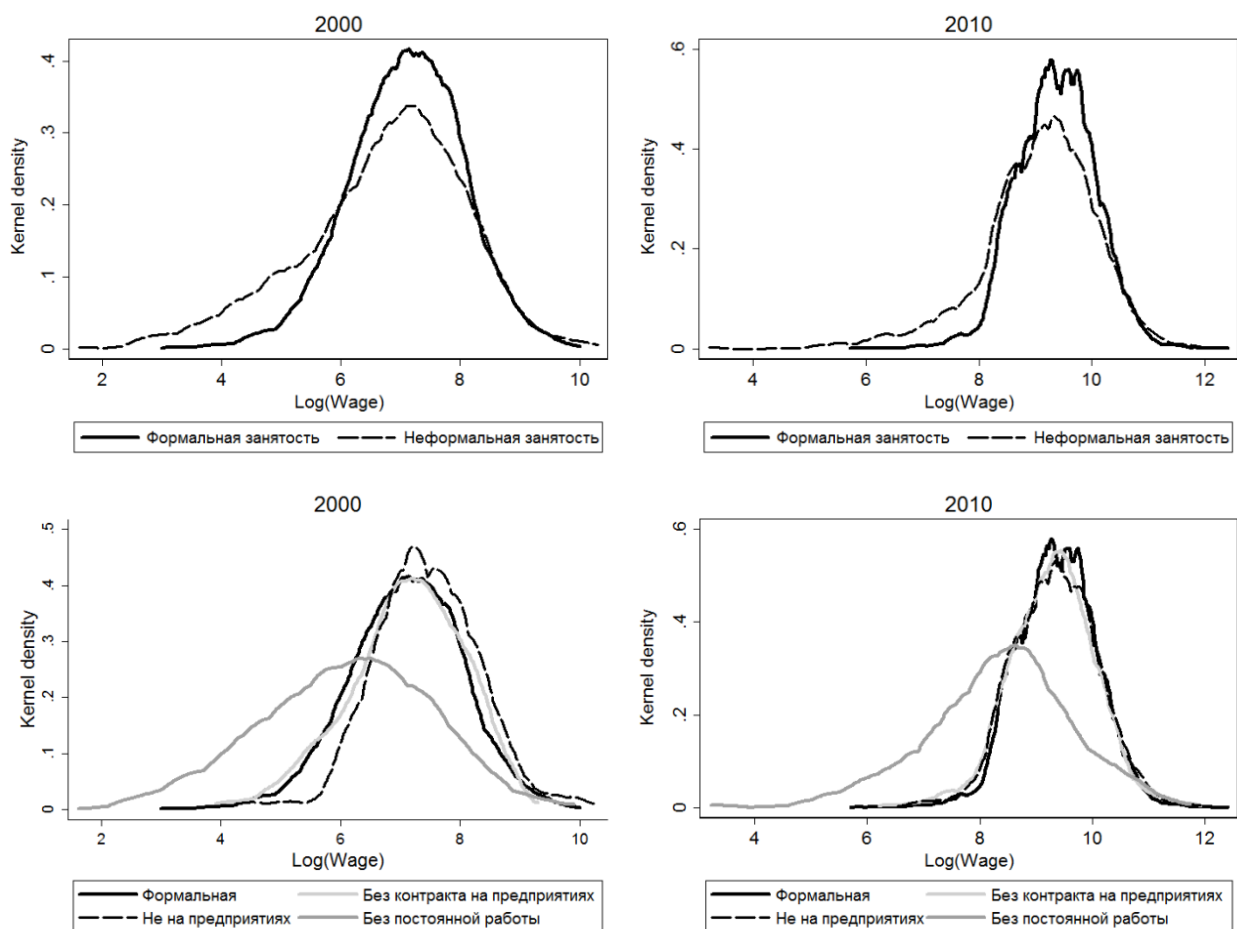 2000
Kernel density
.4
.3
.2
.1
0
2 4 6 8 10
Log(Wage)
Формальная занятость Неформальная занятость
2010
Kernel density
.6
.4
.2
0
4 6 8 10 12
Log(Wage)
Формальная занятость Неформальная занятость
2000
Kernel density
.5
.4
.3
.2
.1
0
2 4 6 8 10
Log(Wage)
Формальная Без контракта на предприятиях
Не на предприятиях Без постоянной работы
2010
Kernel density
.6
.4
.2
0
4 6 8 10 12
Log(Wage)
Формальная Без контракта на предприятиях
Не на предприятиях Без постоянной работы